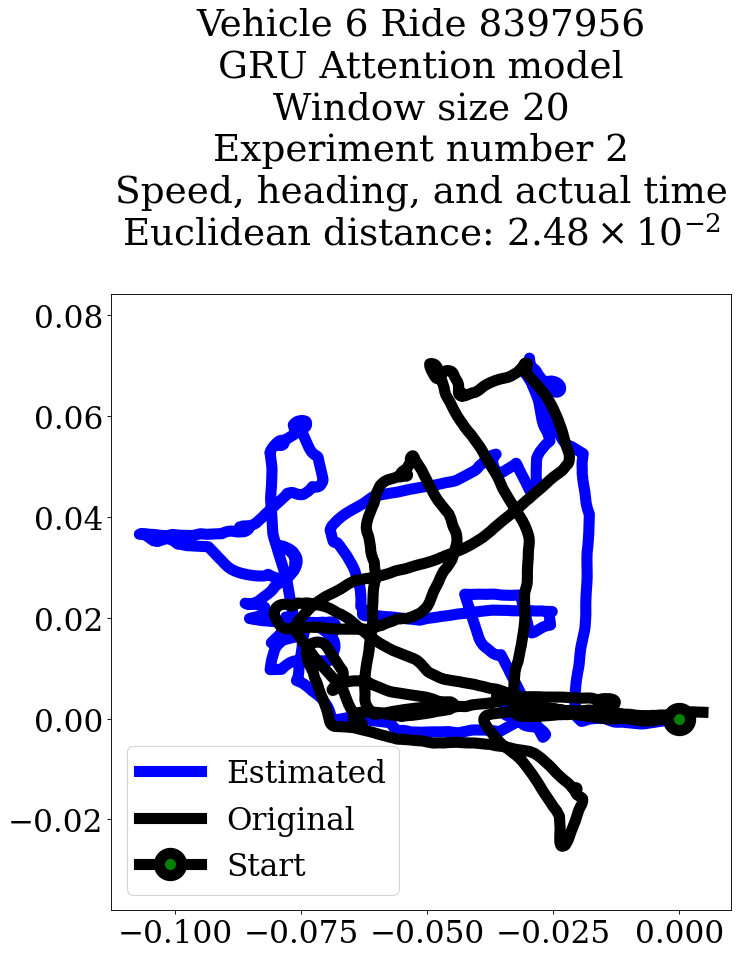 Vehicle 6 Ride 8397956
GRU Attention model
Window size 20
Experiment number 2
Speed, heading, and actual time
Euclidean distance: 2.48 × 10⁻²
0.08
0.06
0.04
0.02
0.00
−0.02
Estimated
Original
Start
−0.100 −0.075 −0.050 −0.025 0.000